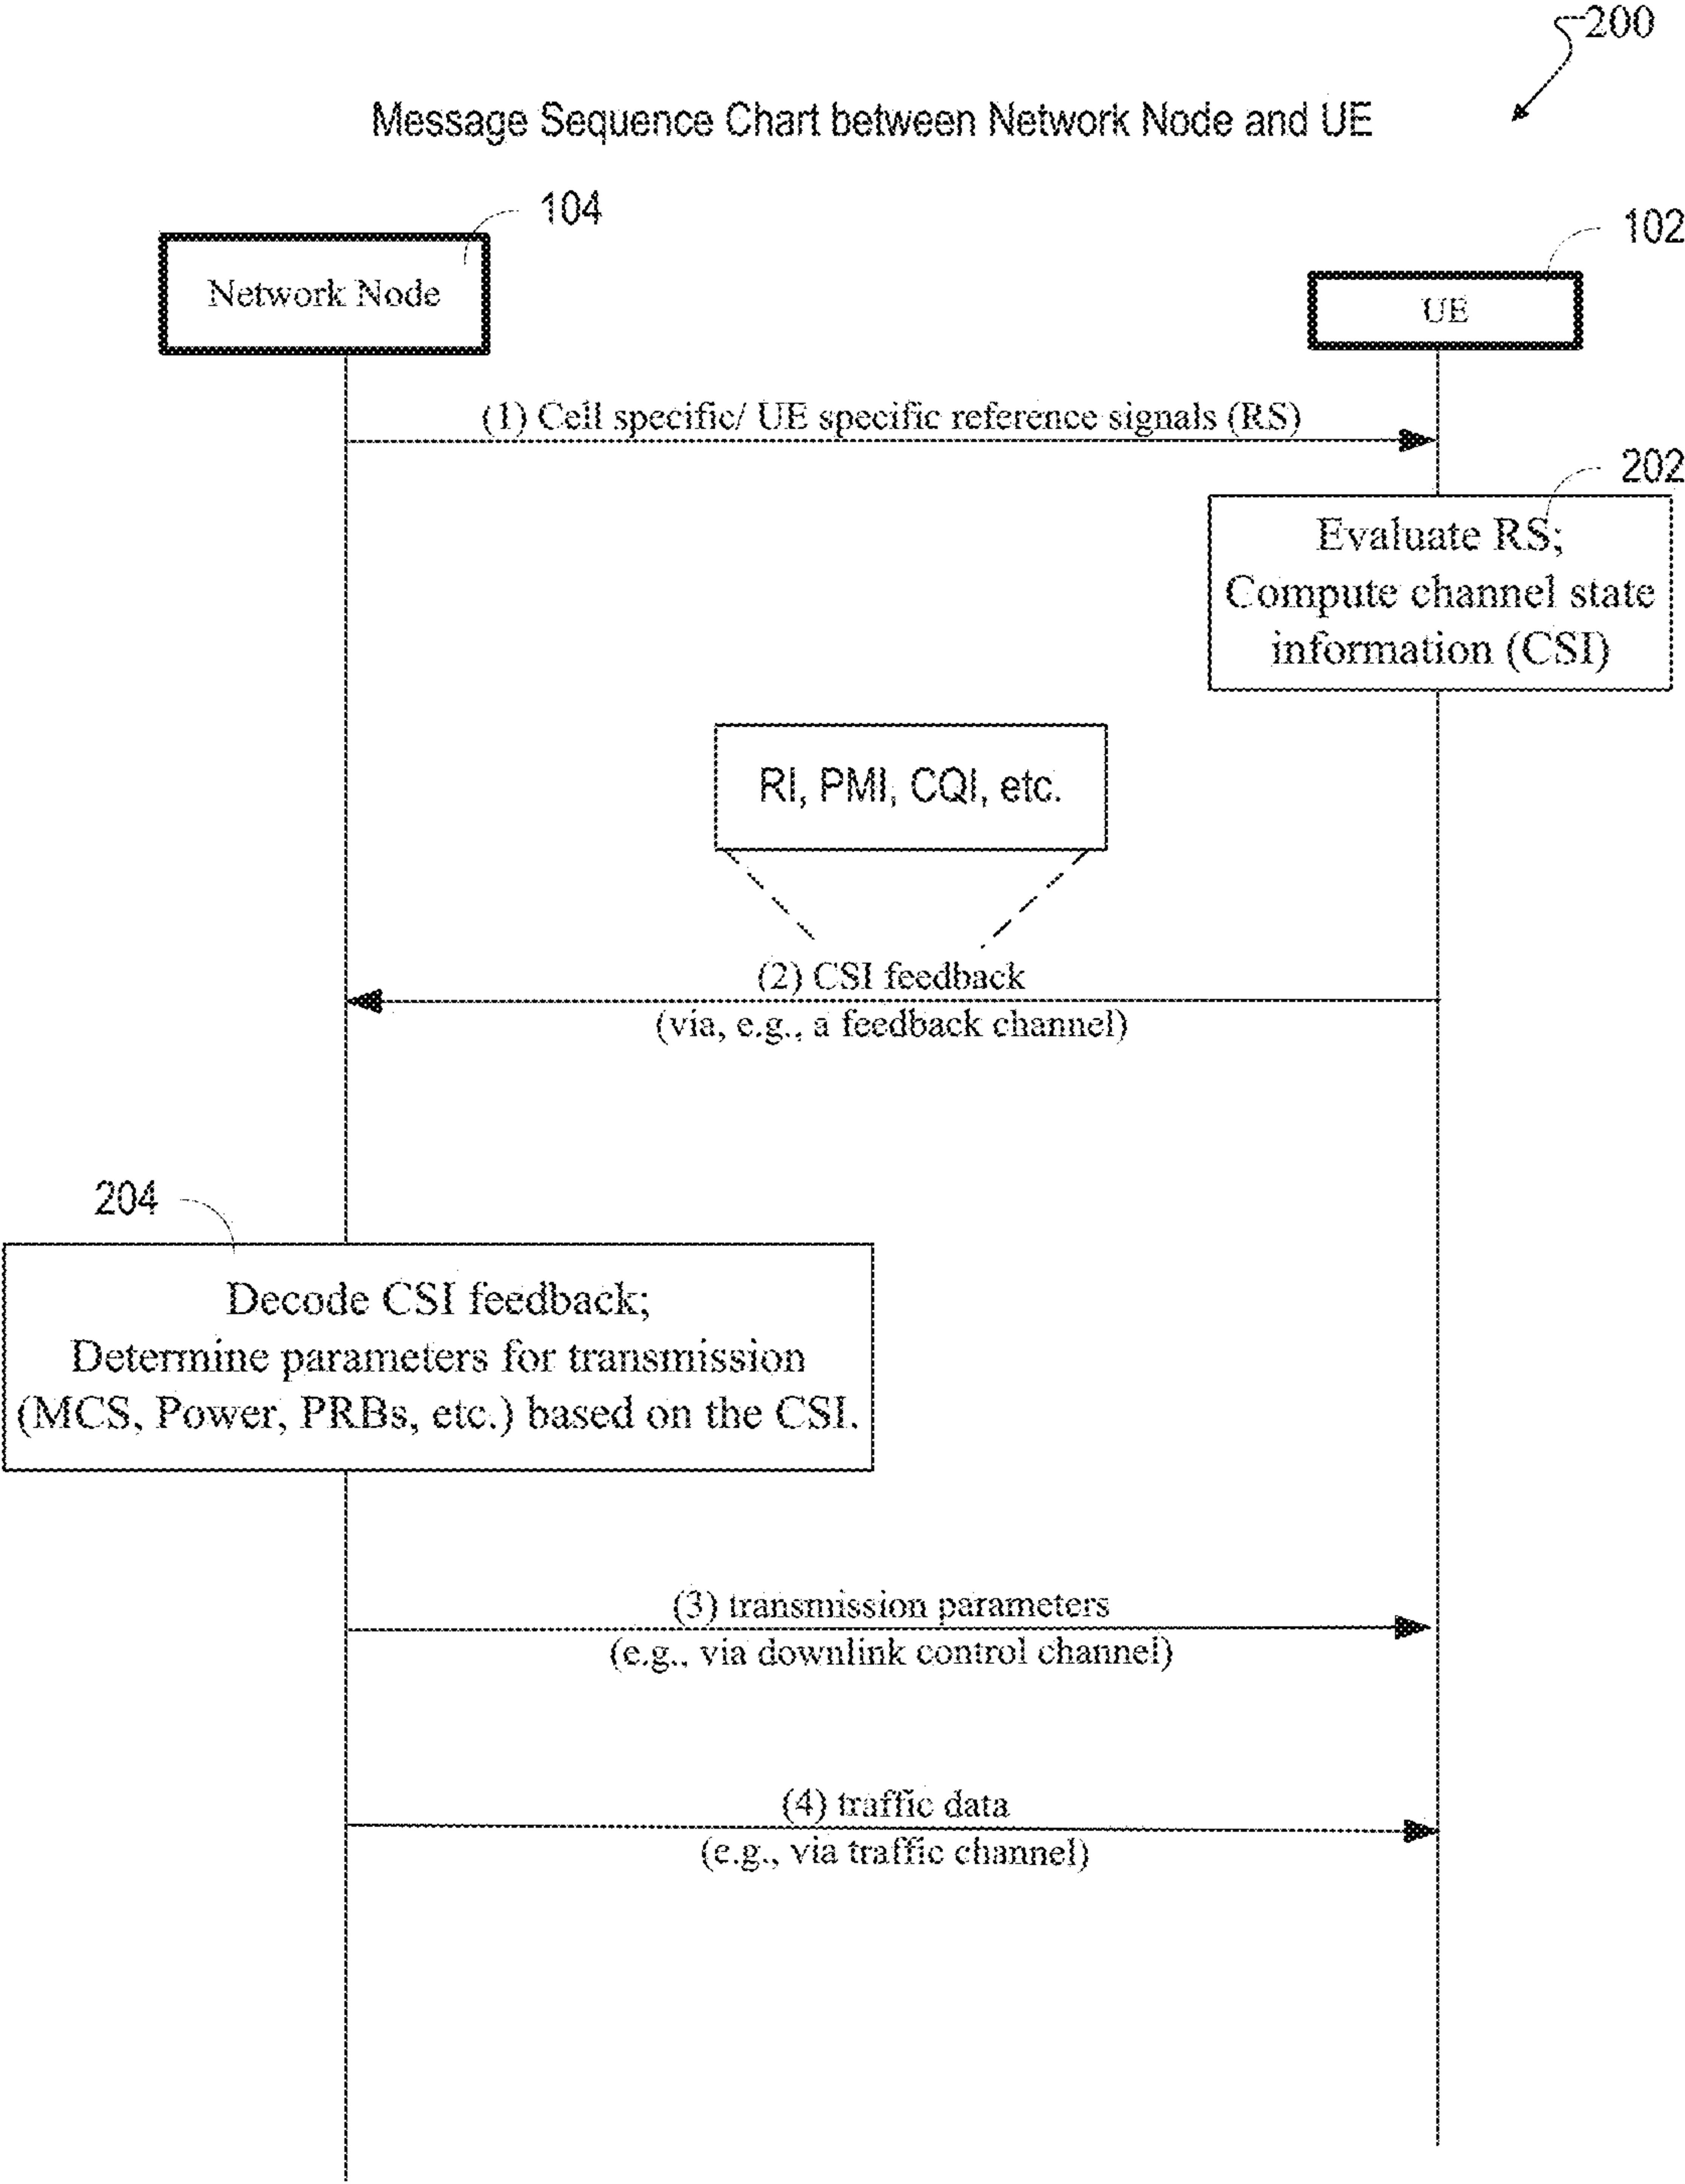 200
Message Sequence Chart between Network Node and UE
104
102
Network Node
UE
(1) Cell specific/ UE specific reference signals (RS)
202
Evaluate RS;
Compute channel state
information (CSI)
RI, PMI, CQI, etc.
(2) CSI feedback
(via, e.g., a feedback channel)
204
Decode CSI feedback;
Determine parameters for transmission
(MCS, Power, PRBs, etc.) based on the CSI.
(3) transmission parameters
(e.g., via downlink control channel)
(4) traffic data
(e.g., via traffic channel)